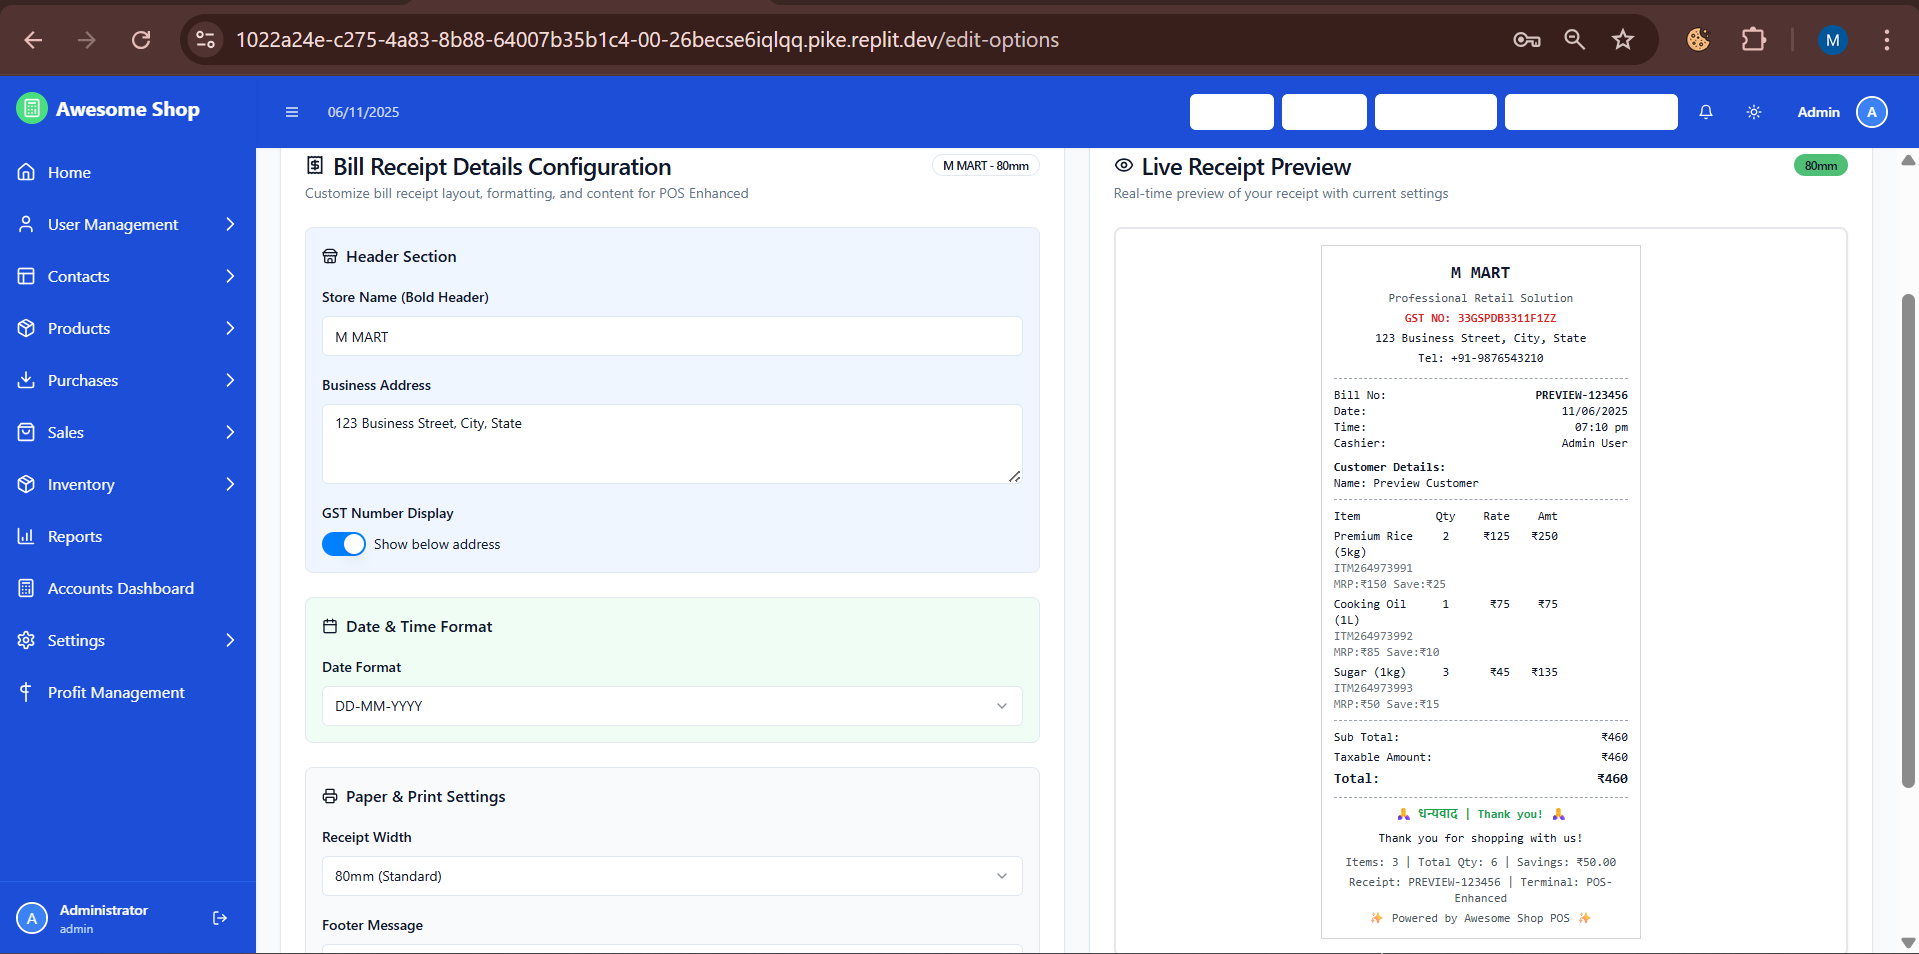 1022a24e-c275-4a83-8b88-64007b35b1c4-00-26becse6iqlqq.pike.replit.dev/edit-options
M
Awesome Shop
06/11/2025
Admin
A
Home
User Management
Contacts
Products
Purchases
Sales
Inventory
Reports
Accounts Dashboard
Settings
Profit Management
A
Administrator
admin
Bill Receipt Details Configuration
M MART - 80mm
Customize bill receipt layout, formatting, and content for POS Enhanced
Header Section
Store Name (Bold Header)
M MART
Business Address
123 Business Street, City, State
GST Number Display
Show below address
Date & Time Format
Date Format
DD-MM-YYYY
Paper & Print Settings
Receipt Width
80mm (Standard)
Footer Message
Live Receipt Preview
80mm
Real-time preview of your receipt with current settings
M MART
Professional Retail Solution
GST NO: 33GSPDB3311F1ZZ
123 Business Street, City, State
Tel: +91-9876543210
Bill No: PREVIEW-123456
Date: 11/06/2025
Time: 07:10 pm
Cashier: Admin User
Customer Details:
Name: Preview Customer
Item Qty Rate Amt
Premium Rice 2 ₹125 ₹250
(5kg)
ITM264973991
MRP:₹150 Save:₹25
Cooking Oil 1 ₹75 ₹75
(1L)
ITM264973992
MRP:₹85 Save:₹10
Sugar (1kg) 3 ₹45 ₹135
ITM264973993
MRP:₹50 Save:₹15
Sub Total: ₹460
Taxable Amount: ₹460
Total: ₹460
🙏 धन्यवाद | Thank you! 🙏
Thank you for shopping with us!
Items: 3 | Total Qty: 6 | Savings: ₹50.00
Receipt: PREVIEW-123456 | Terminal: POS-
Enhanced
✨ Powered by Awesome Shop POS ✨